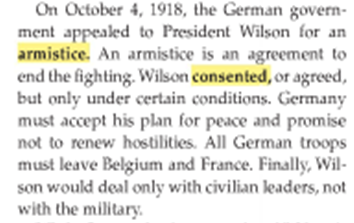 On October 4, 1918, the German govern-
ment appealed to President Wilson for an
armistice. An armistice is an agreement to
end the fighting. Wilson consented, or agreed,
but only under certain conditions. Germany
must accept his plan for peace and promise
not to renew hostilities. All German troops
must leave Belgium and France. Finally, Wil-
son would deal only with civilian leaders, not
with the military.